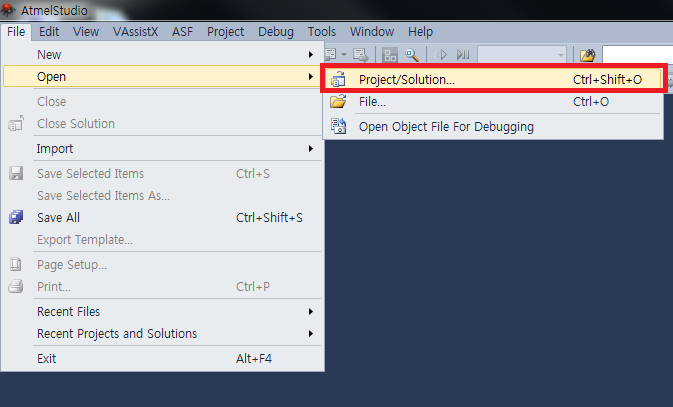 AtmelStudio
File Edit View VAssistX ASF Project Debug Tools Window Help
New
Open
Project/Solution... Ctrl+Shift+O
Close
File... Ctrl+O
Close Solution
Open Object File For Debugging
Import
Save Selected Items Ctrl+S
Save Selected Items As...
Save All Ctrl+Shift+S
Export Template...
Page Setup...
Print... Ctrl+P
Recent Files
Recent Projects and Solutions
Exit Alt+F4